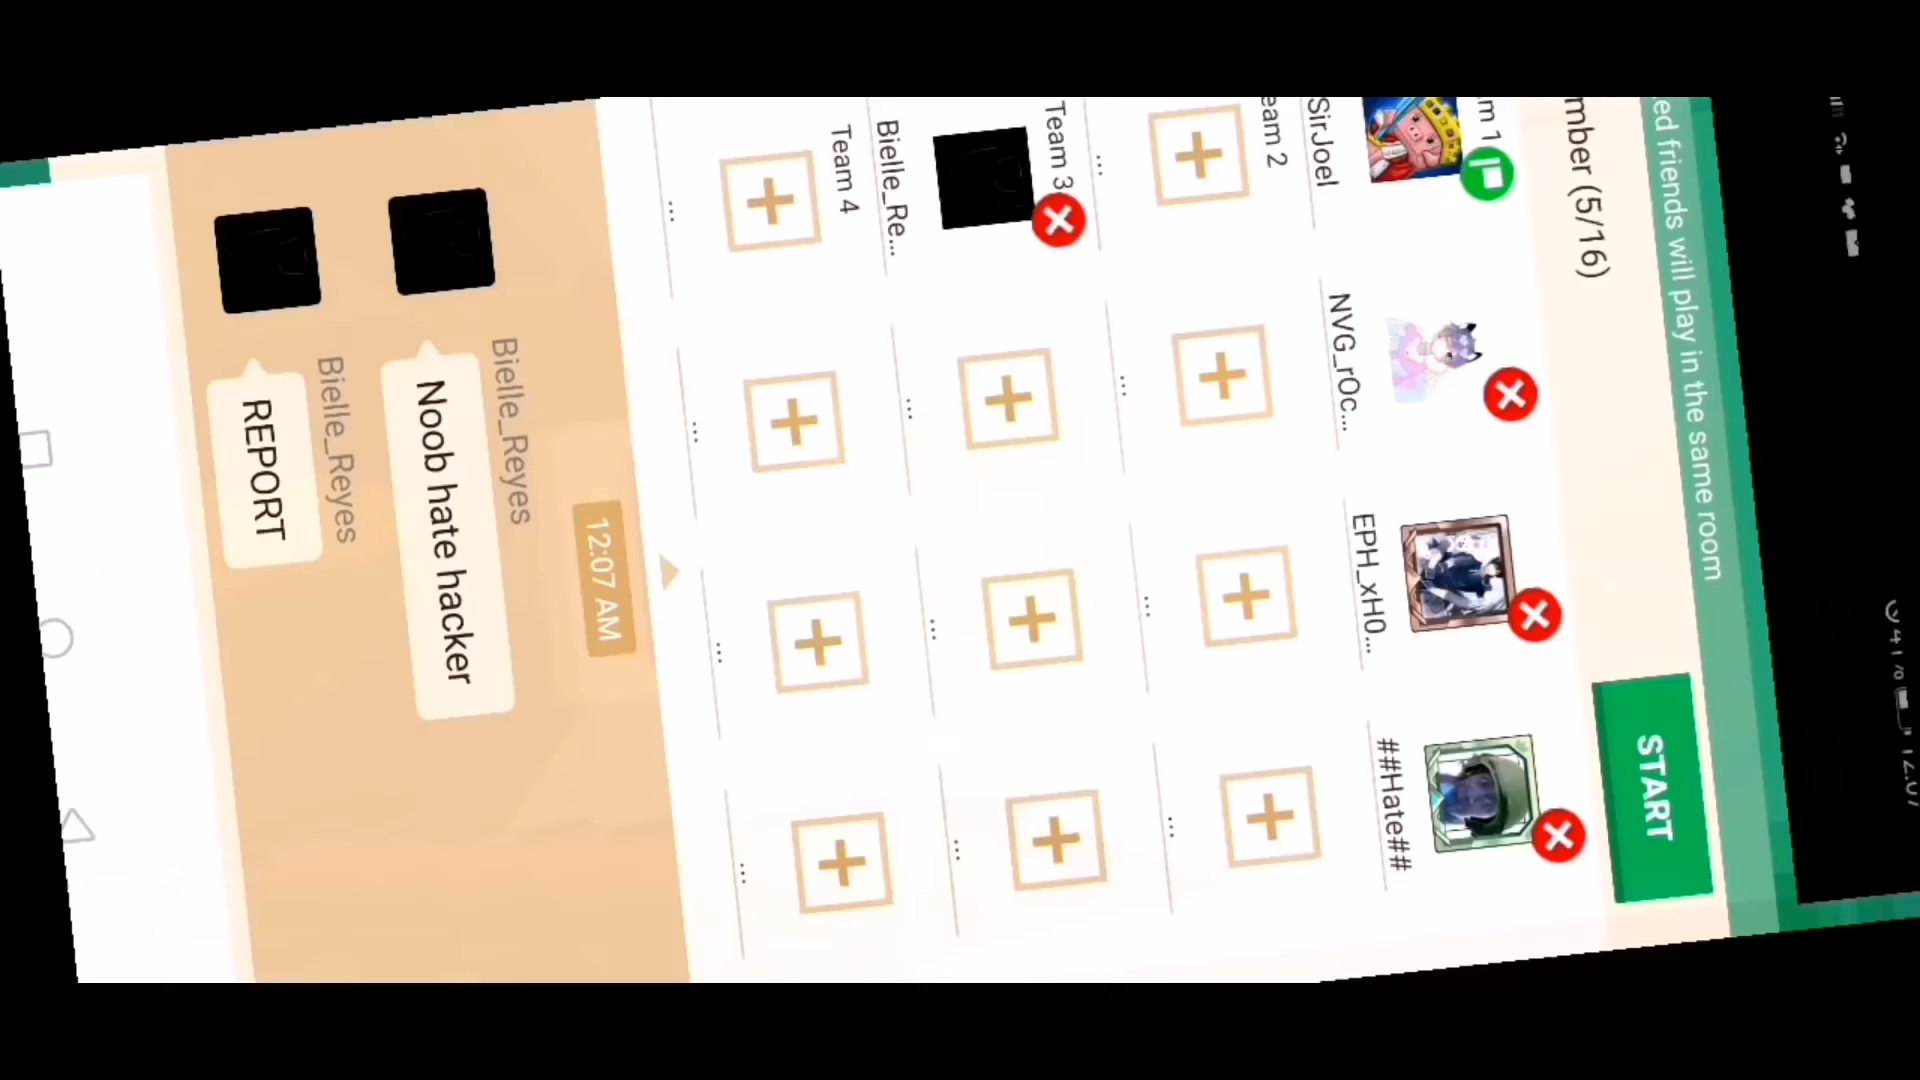 ed friends will play in the same room
mber (5/16)
START
m 1
SirJoel
NVG_r0c...
EPH_xH0...
##Hate##
eam 2
...
...
...
...
Team 3
Bielle_Re...
...
...
...
Team 4
...
...
...
...
12:07 AM
Bielle_Reyes
Noob hate hacker
Bielle_Reyes
REPORT